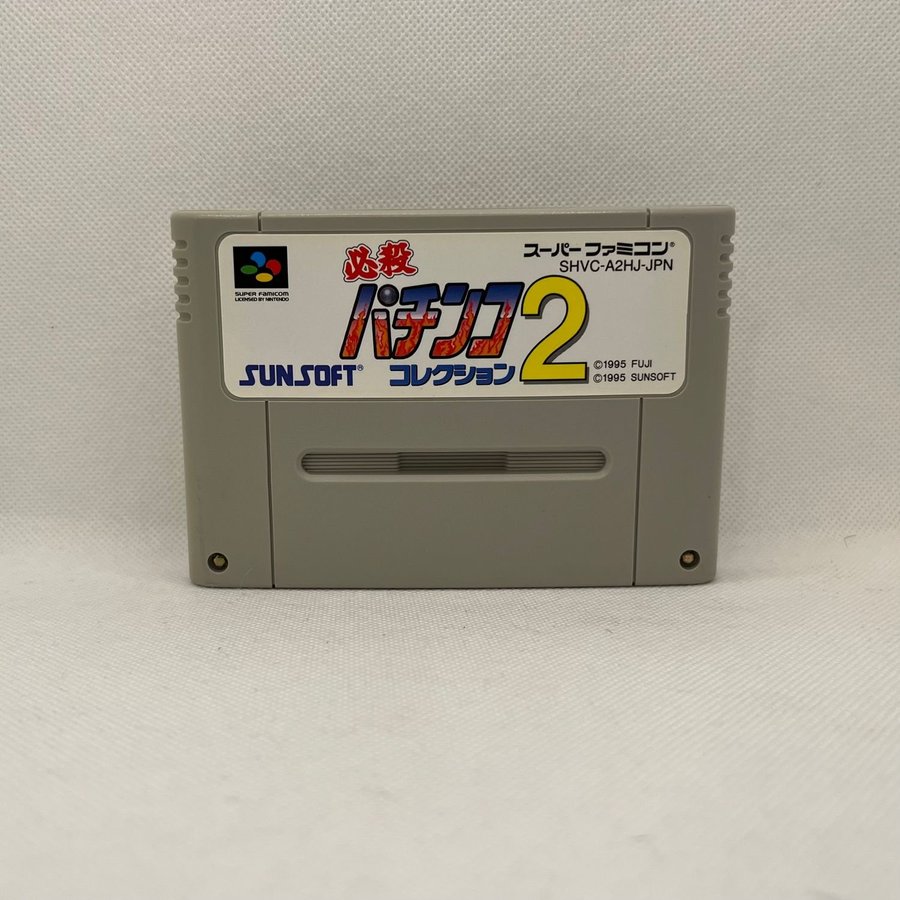 SUPER FAMICOM
LICENSED BY NINTENDO
スーパーファミコン®
SHVC-A2HJ-JPN
必殺
パチンコ
コレクション2
SUNSOFT®
©1995 FUJI
©1995 SUNSOFT